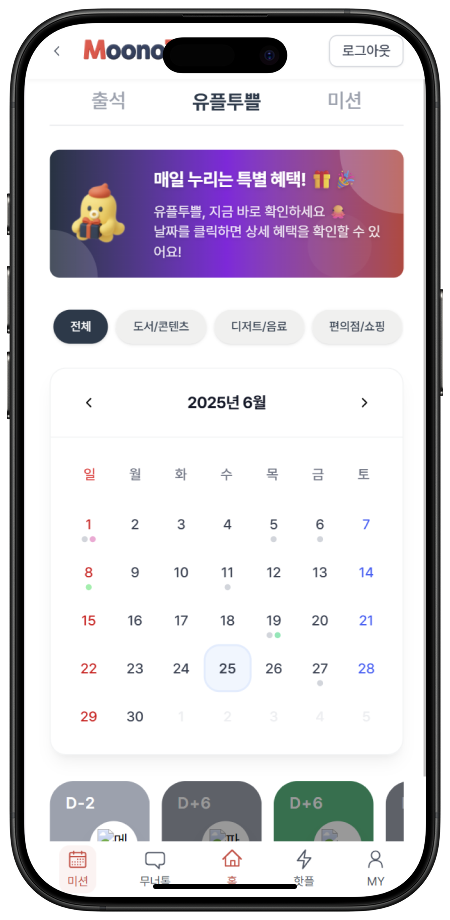 Moono
로그아웃
출석 유플투쁠 미션
매일 누리는 특별 혜택!
유플투쁠, 지금 바로 확인하세요
날짜를 클릭하면 상세 혜택을 확인할 수 있
어요!
전체 도서/콘텐츠 디저트/음료 편의점/쇼핑
2025년 6월
일 월 화 수 목 금 토
1 2 3 4 5 6 7
8 9 10 11 12 13 14
15 16 17 18 19 20 21
22 23 24 25 26 27 28
29 30 1 2 3 4 5
D-2 D+6 D+6
미션 무너톡 홈 핫플 MY